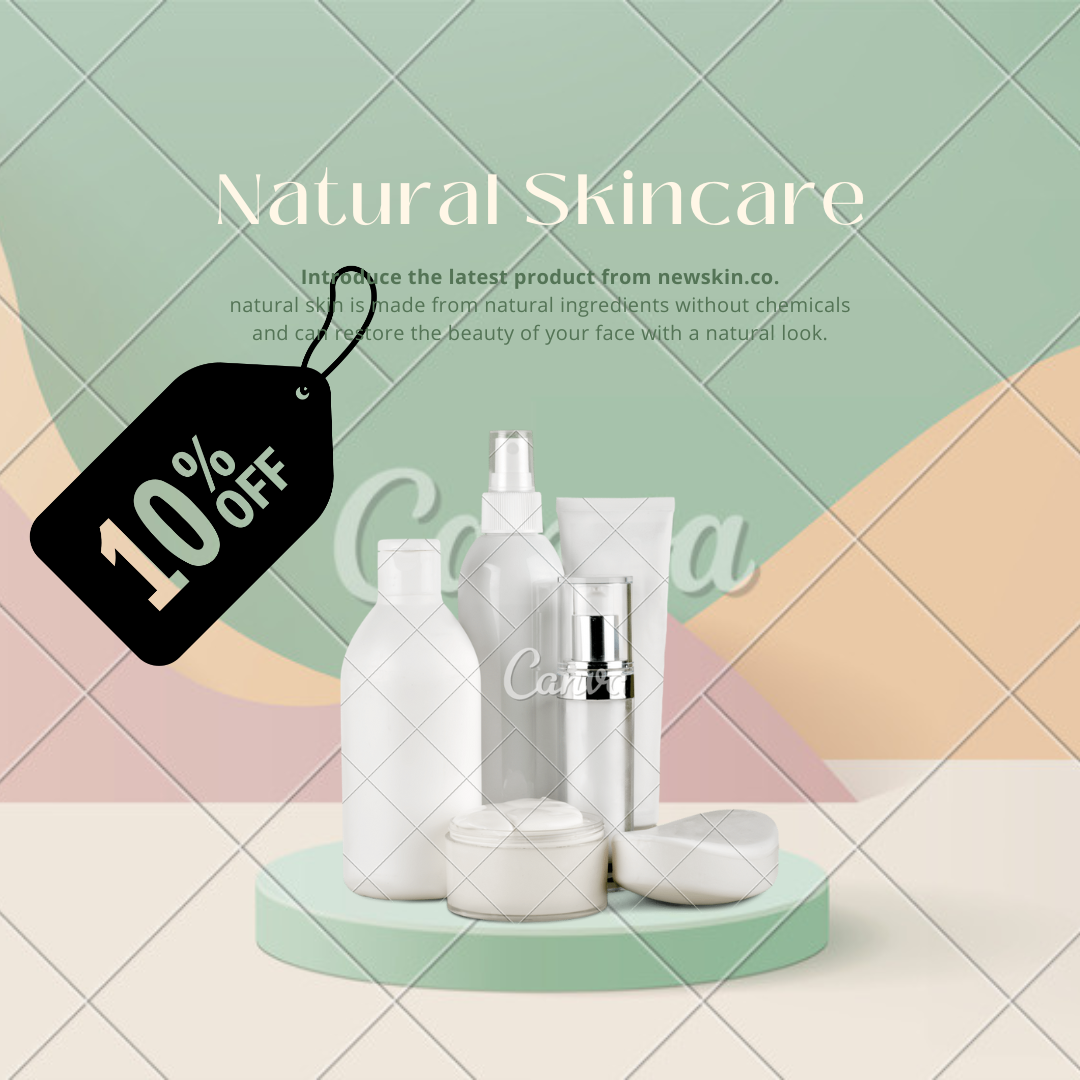 Natural Skincare
Introduce the latest product from newskin.co.
natural skin is made from natural ingredients without chemicals
and can restore the beauty of your face with a natural look.
10%
OFF
Canva
Canva